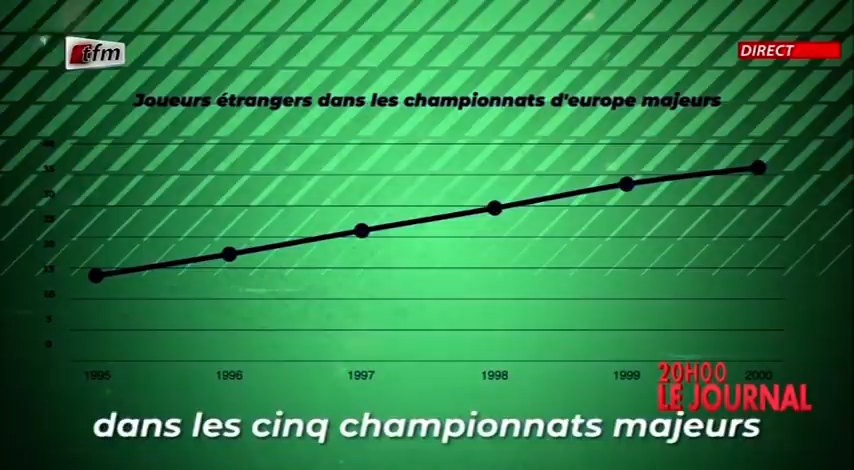 tfm
DIRECT
Joueurs étrangers dans les championnats d'europe majeurs
40
35
30
25
20
15
10
5
0
1995 1996 1997 1998 1999 2000
20H00
LE JOURNAL
dans les cinq championnats majeurs